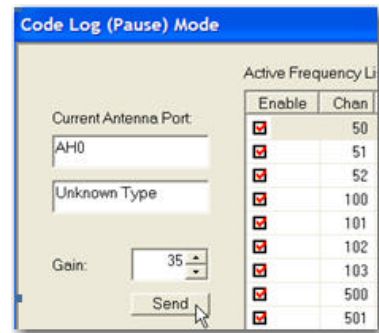 Code Log (Pause) Mode
Active Frequency Li
Enable Chan
Current Antenna Port:
AH0
Unknown Type
Gain: 35
Send
50
51
52
100
101
102
103
500
501